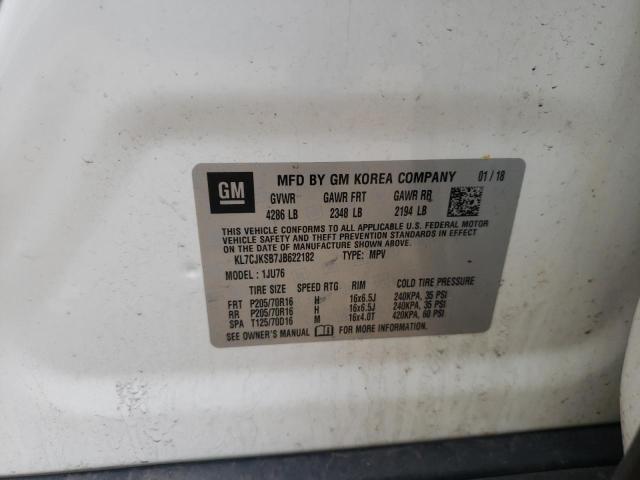 GM
MFD BY GM KOREA COMPANY 01/18
GVWR GAWR FRT GAWR RR
4286 LB 2348 LB 2194 LB
THIS VEHICLE CONFORMS TO ALL APPLICABLE U.S. FEDERAL MOTOR
VEHICLE SAFETY, BUMPER, AND THEFT PREVENTION STANDARDS IN
EFFECT ON THE DATE OF MANUFACTURE SHOWN ABOVE.
KL7CJKSB7JB622182 TYPE: MPV
MODEL: 1JU76
TIRE SIZE SPEED RTG RIM COLD TIRE PRESSURE
FRT P205/70R16 H 16x6.5J 240KPA, 35 PSI
RR P205/70R16 H 16x6.5J 240KPA, 35 PSI
SPA T125/70D16 M 16x4.0T 420KPA, 60 PSI
SEE OWNER'S MANUAL FOR MORE INFORMATION.